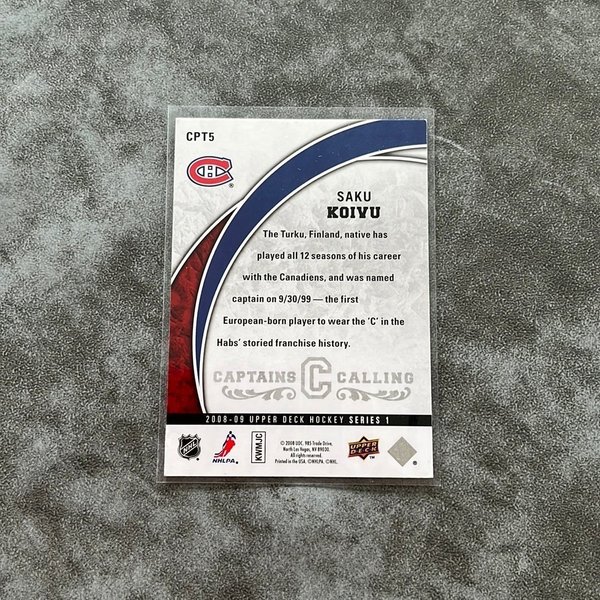 CPT5
SAKU
KOIVU
The Turku, Finland, native has
played all 12 seasons of his career
with the Canadiens, and was named
captain on 9/30/99 — the first
European-born player to wear the 'C' in the
Habs' storied franchise history.
CAPTAINS C CALLING
2008-09 UPPER DECK HOCKEY SERIES 1
NHL
NHLPA
KWMJC
© 2008 UDC, 985 Trade Drive,
North Las Vegas, NV 89030.
All rights reserved.
Printed in the USA. ©NHLPA. ©NHL.
UPPER
DECK
TM
®